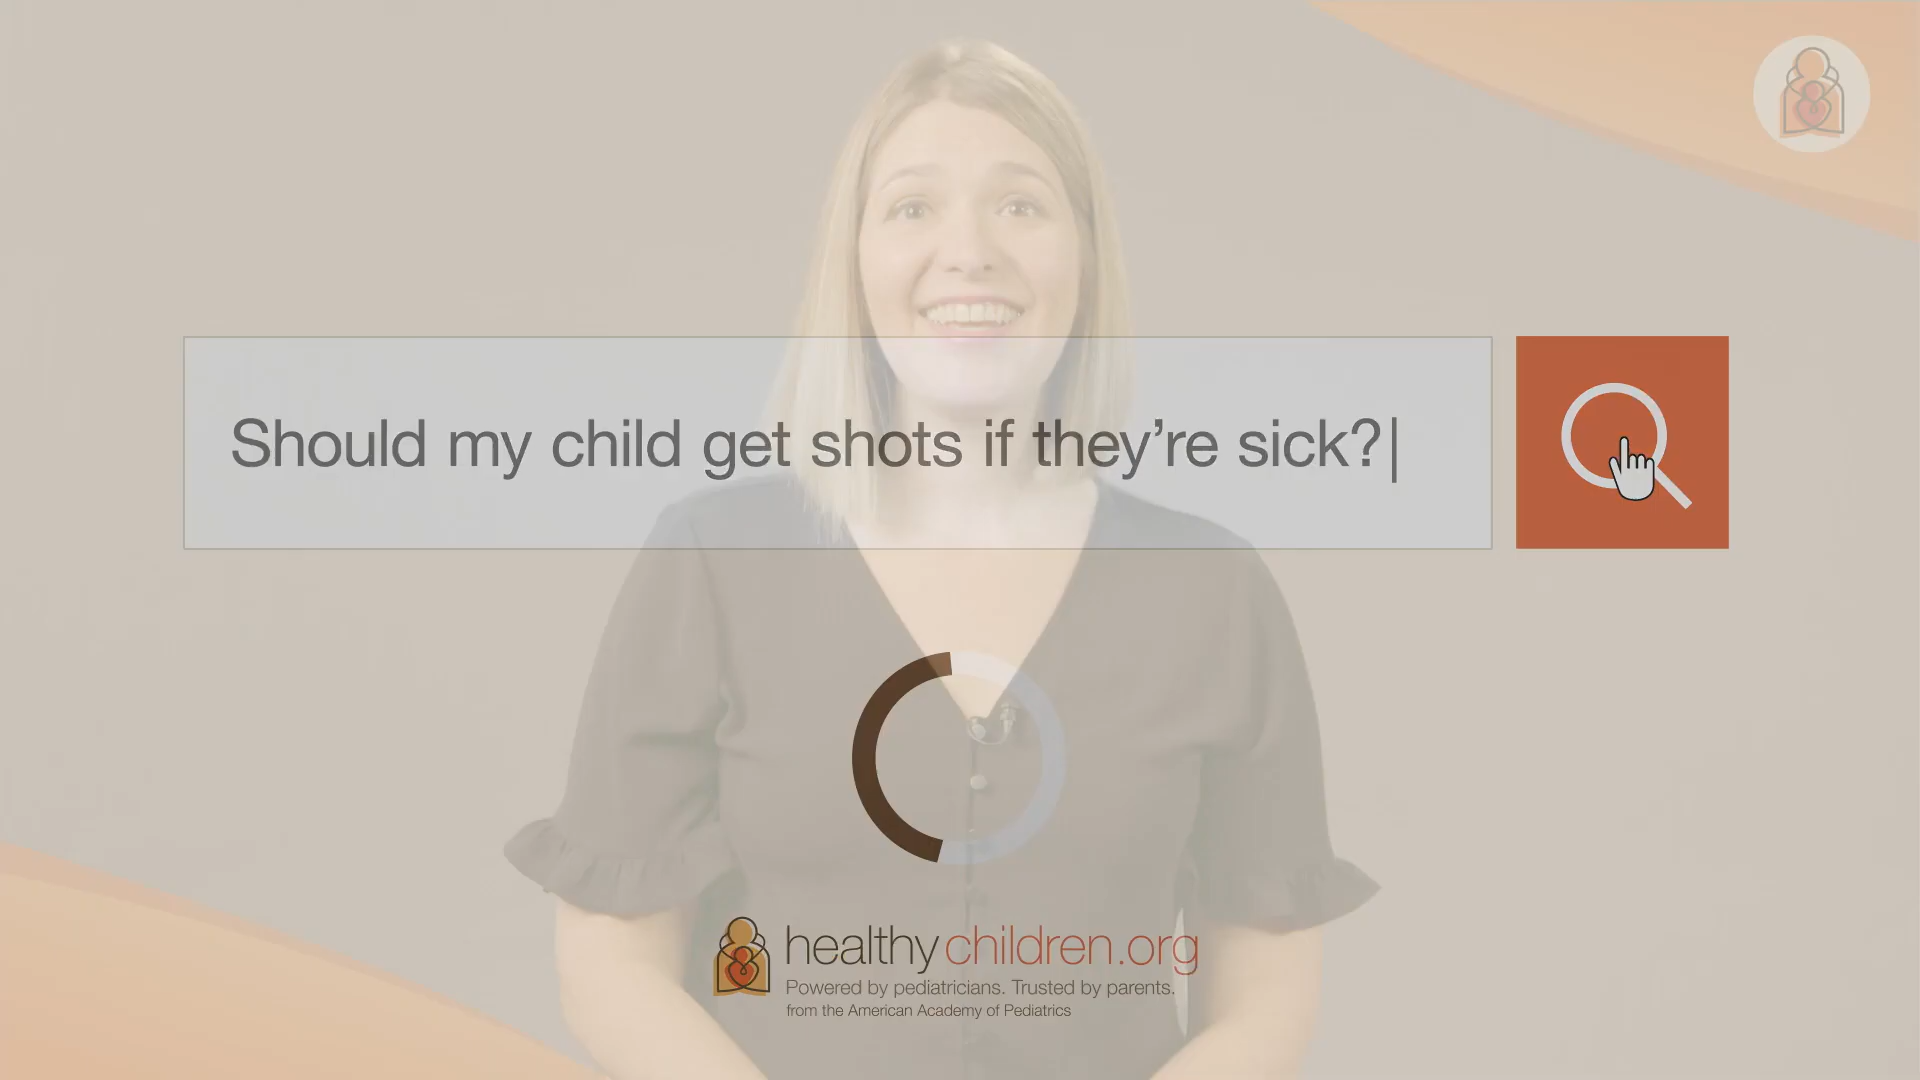 Should my child get shots if they’re sick?
healthychildren.org
Powered by pediatricians. Trusted by parents.
from the American Academy of Pediatrics